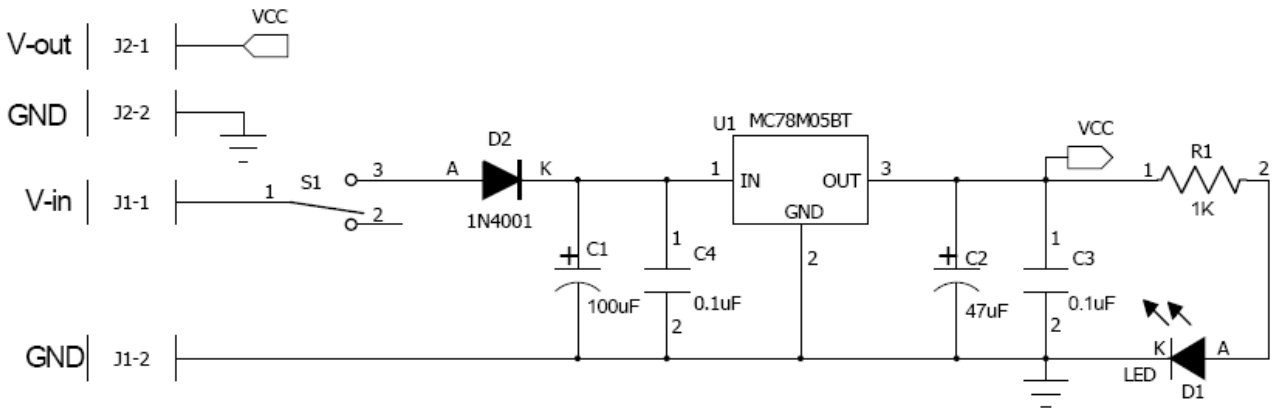 VCC
V-out J2-1
GND J2-2
V-in J1-1
1 S1 3
2
A D2 K
1N4001
U1 MC78M05BT
1 IN OUT 3
GND
2
VCC
1 R1 2
1K
+ C1
100uF
1 C4
0.1uF
2
+ C2
47uF
1 C3
0.1uF
2
GND J1-2
K A
LED D1